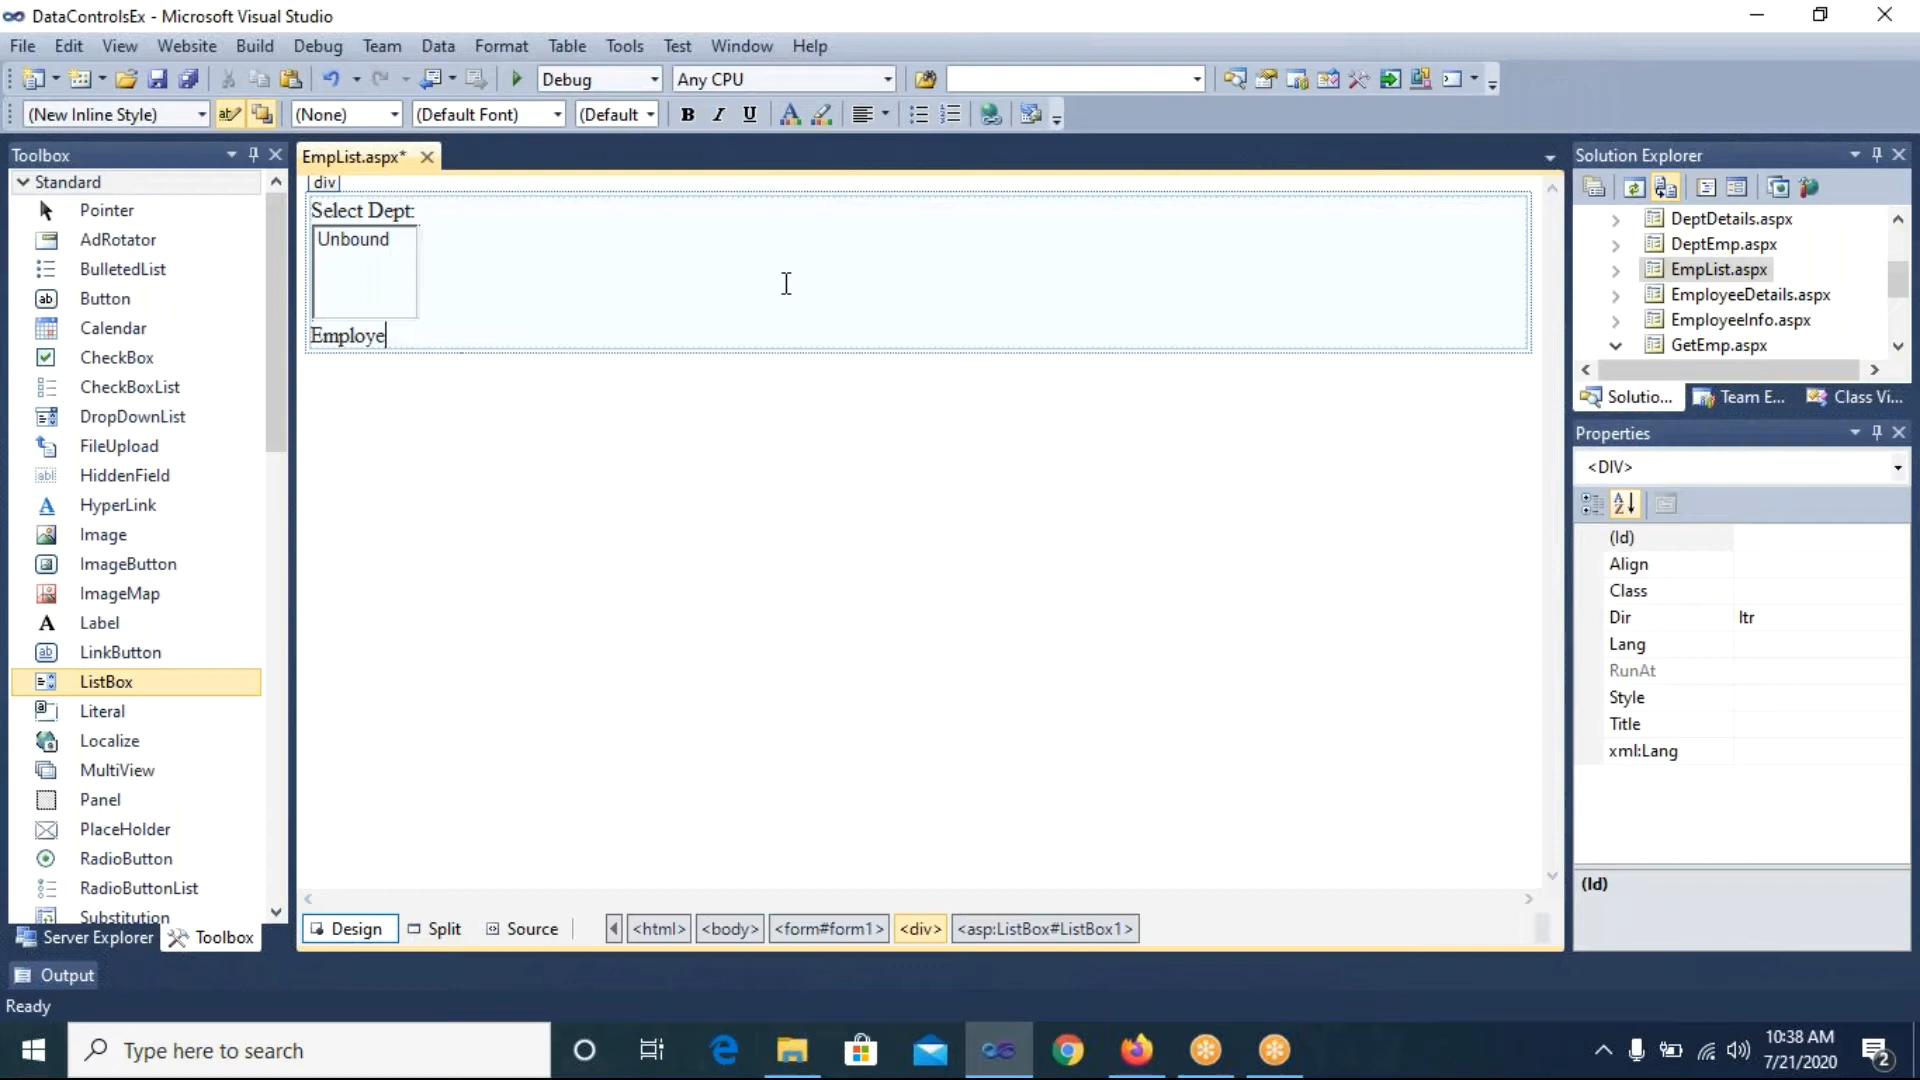 DataControlsEx - Microsoft Visual Studio
File Edit View Website Build Debug Team Data Format Table Tools Test Window Help
Debug Any CPU
(New Inline Style) (None) (Default Font) (Default B I U
Toolbox
Standard
Pointer
AdRotator
BulletedList
Button
Calendar
CheckBox
CheckBoxList
DropDownList
FileUpload
HiddenField
HyperLink
Image
ImageButton
ImageMap
Label
LinkButton
ListBox
Literal
Localize
MultiView
Panel
PlaceHolder
RadioButton
RadioButtonList
Substitution
Server Explorer Toolbox
EmpList.aspx*
div
Select Dept:
Unbound
Employe
Design Split Source <html> <body> <form#form1> <div> <asp:ListBox#ListBox1>
Solution Explorer
DeptDetails.aspx
DeptEmp.aspx
EmpList.aspx
EmployeeDetails.aspx
EmployeeInfo.aspx
GetEmp.aspx
Solutio... Team E... Class Vi...
Properties
<DIV>
(Id)
Align
Class
Dir ltr
Lang
RunAt
Style
Title
xml:Lang
(Id)
Output
Ready
Type here to search
10:38 AM
7/21/2020
2